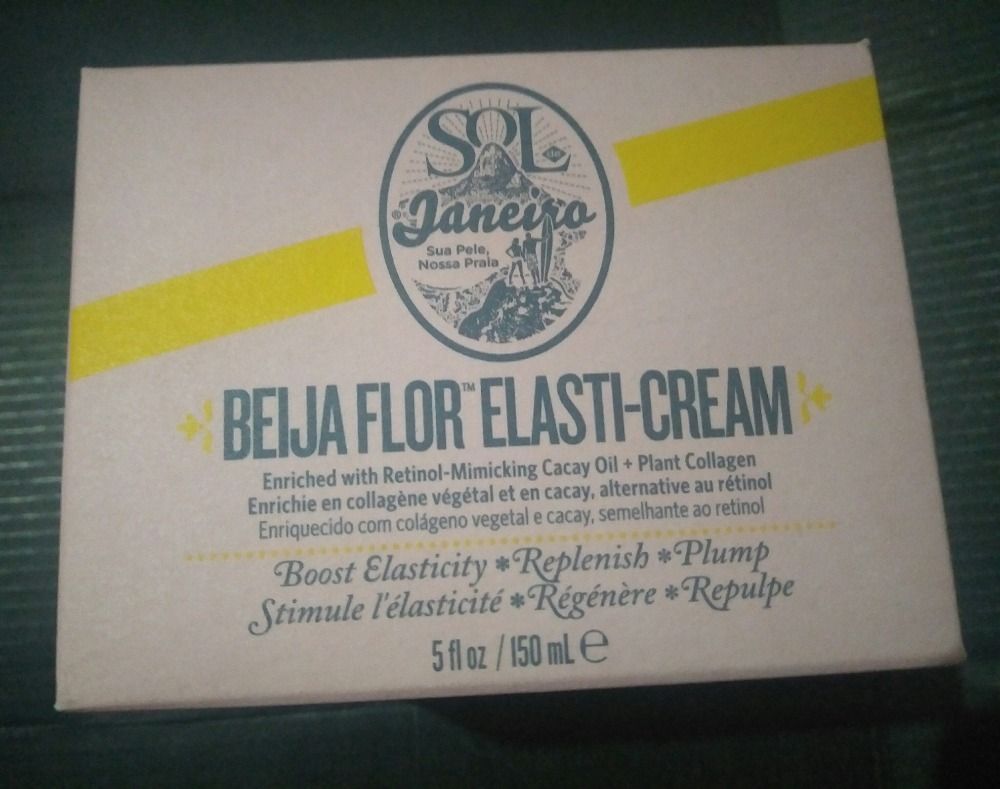 SOL de
Janeiro®
Sua Pele,
Nossa Praia
BEIJA FLOR™ ELASTI-CREAM
Enriched with Retinol-Mimicking Cacay Oil + Plant Collagen
Enrichie en collagène végétal et en cacay, alternative au rétinol
Enriquecido com colágeno vegetal e cacay, semelhante ao retinol
Boost Elasticity *Replenish *Plump
Stimule l'élasticité *Régénère *Repulpe
5 fl oz / 150 mL ℮